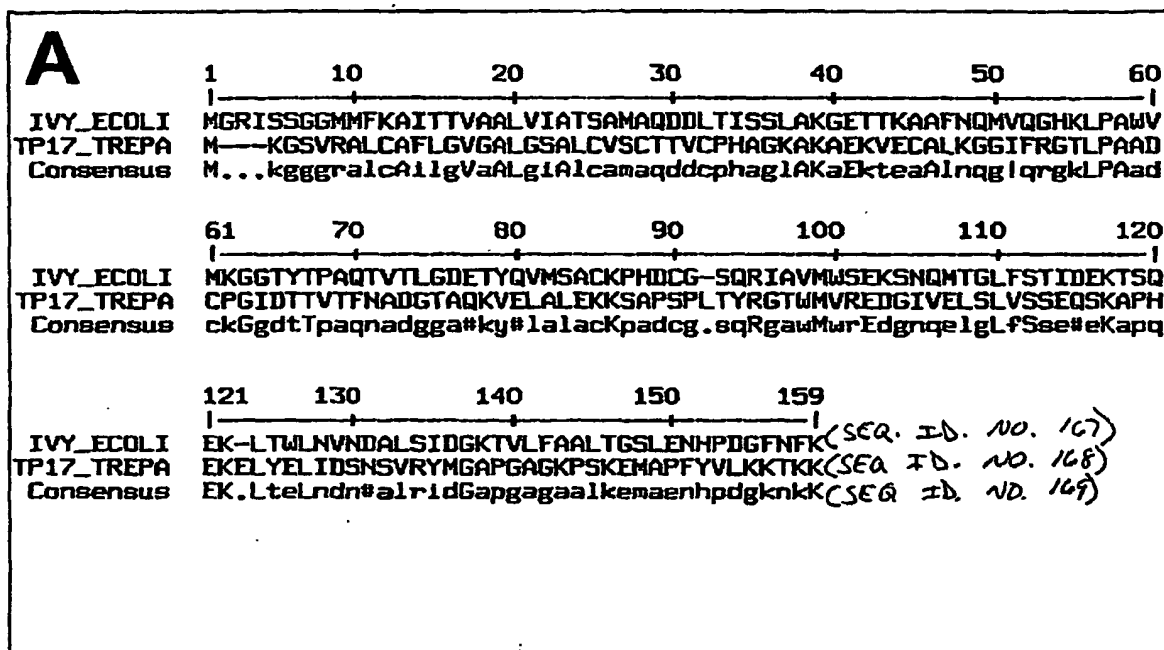 A
1 10 20 30 40 50 60
IVY_ECOLI MGRISSGGMMFKAITTVAALVIATSAMAQDDLTISSLAKGETTKAAFNQMVQGHKLPAWV
TP17_TREPA M---KGSVRALCAFLGVGALGSALCVSCTTVCPHAGKAKAEKVECALKGGIFRGTLPAAD
Consensus M...kgggralcAilgVaALgiAlcamaqddcphaglAKaEkteaAlnqg!qrgkLPAad
61 70 80 90 100 110 120
IVY_ECOLI MKGGTYTPAQTVTLGDETYQVMSACKPHDCG-SQRIAVMWSEKSNQMTGLFSTIDEKTSQ
TP17_TREPA CPGIDTTVTFNADGTAQKVELALEKKSAPSPLTYRGTWMVREDGIVELSLVSSEQSKAPH
Consensus ckGgdtTpaqnadgga#ky#lalacKpadcg.sqRgawMwrEdgnqelgLfSse#eKapq
121 130 140 150 159
IVY_ECOLI EK-LTWLNVNDALSIDGKTVLFAALTGSLENHPDGFNFK (SEQ. ID. NO. 167)
TP17_TREPA EKELYELIDSNSVRYMGAPGAGKPSKEMAPFYVLKKTKK (SEQ ID. NO. 168)
Consensus EK.LteLndn#alridGapgagaalkemaenhpdgknkK (SEQ ID. NO. 169)